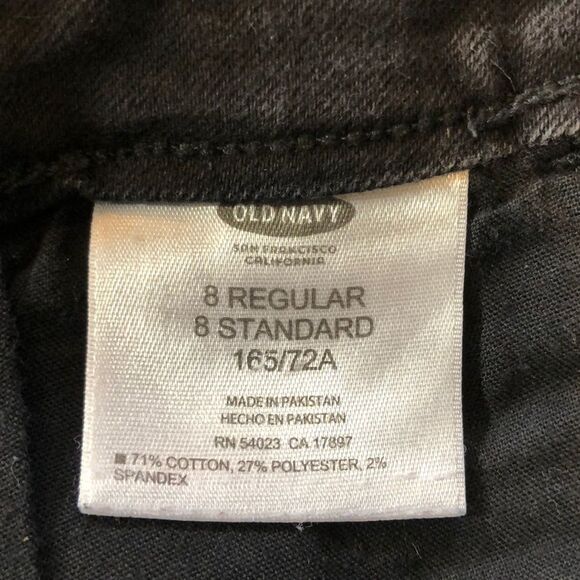 OLD NAVY
SAN FRANCISCO
CALIFORNIA
8 REGULAR
8 STANDARD
165/72A
MADE IN PAKISTAN
HECHO EN PAKISTAN
RN 54023 CA 17897
■ 71% COTTON, 27% POLYESTER, 2%
SPANDEX